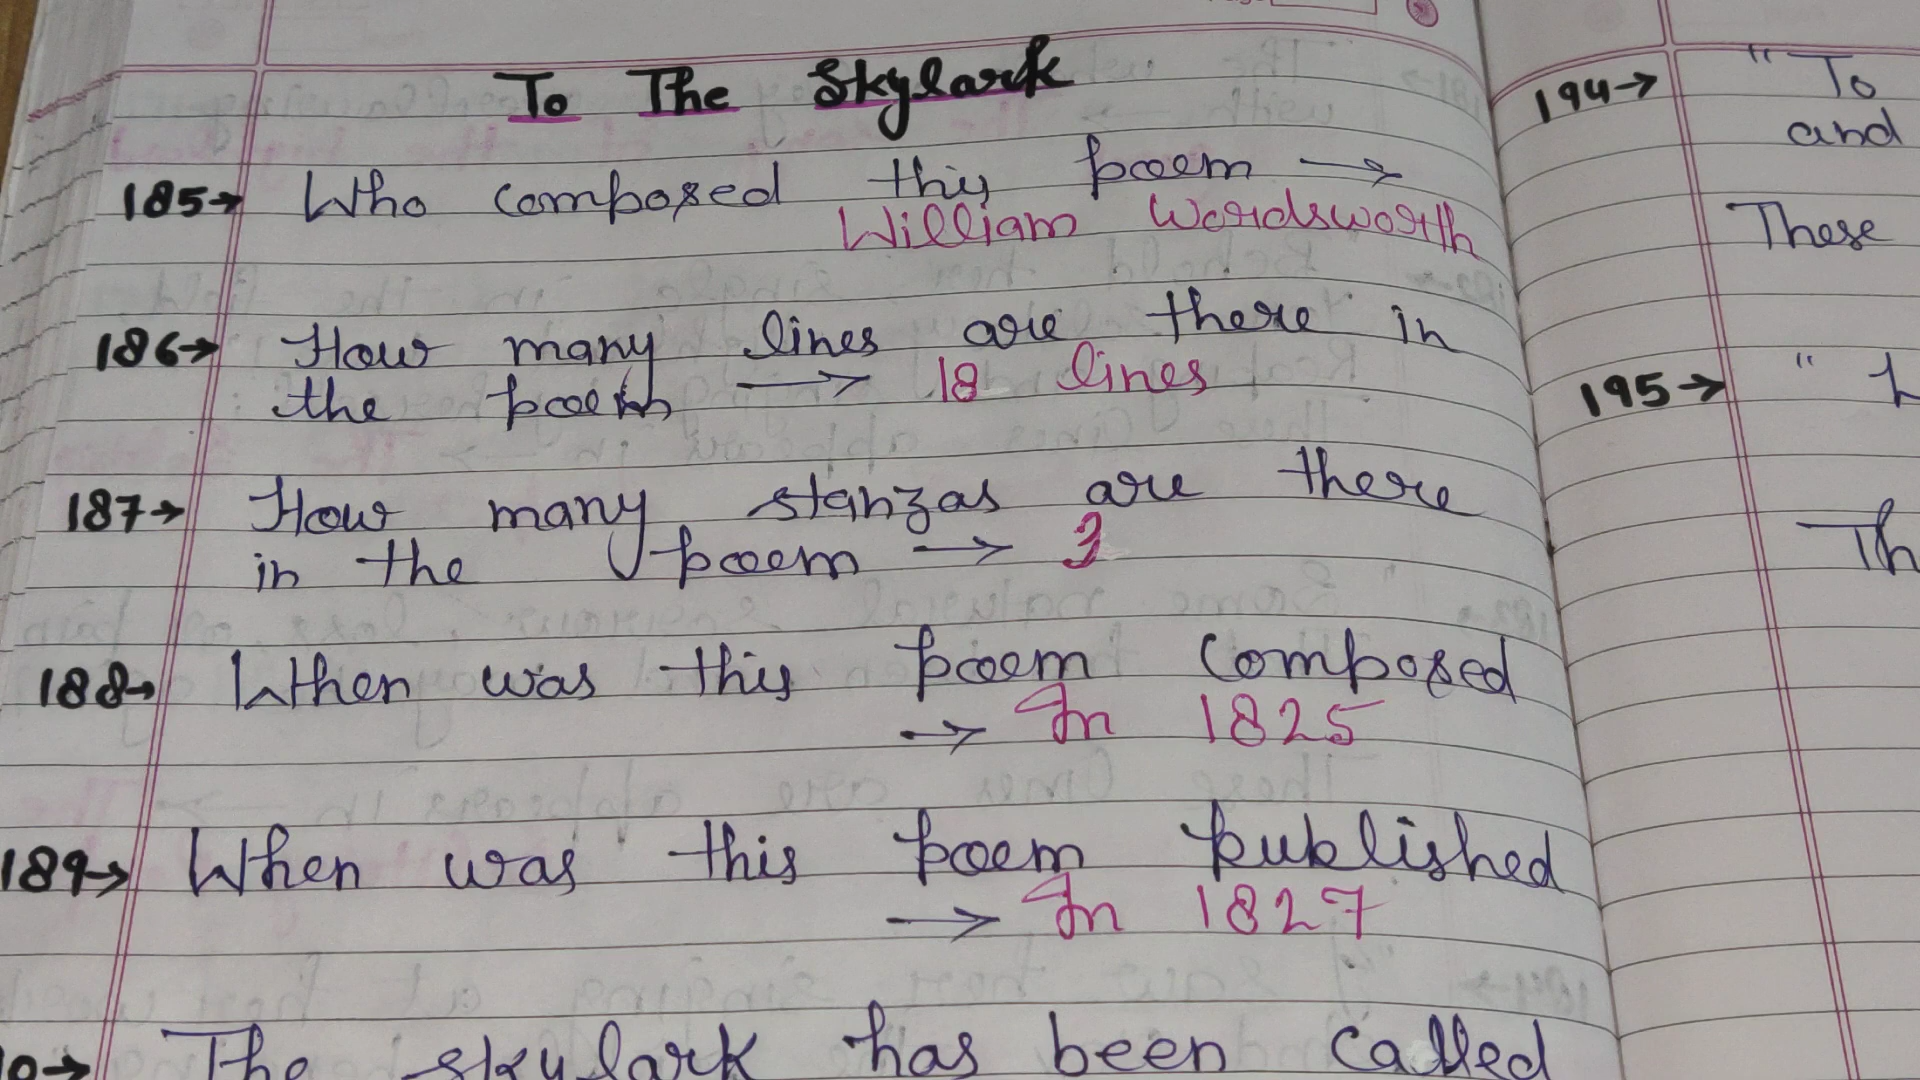 To The Skylark
185→ Who composed this poem →
William Wordsworth
186→ How many lines are there in
the poem → 18 lines
187→ How many stanzas are there
in the poem → 3
188→ When was this poem composed
→ In 1825
189→ When was this poem published
→ In 1827
0→ The skylark has been called
194→ " To
and
These
195→ "
Th